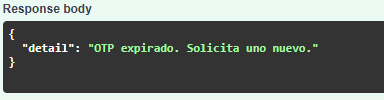 Response body
{
  "detail": "OTP expirado. Solicita uno nuevo."
}